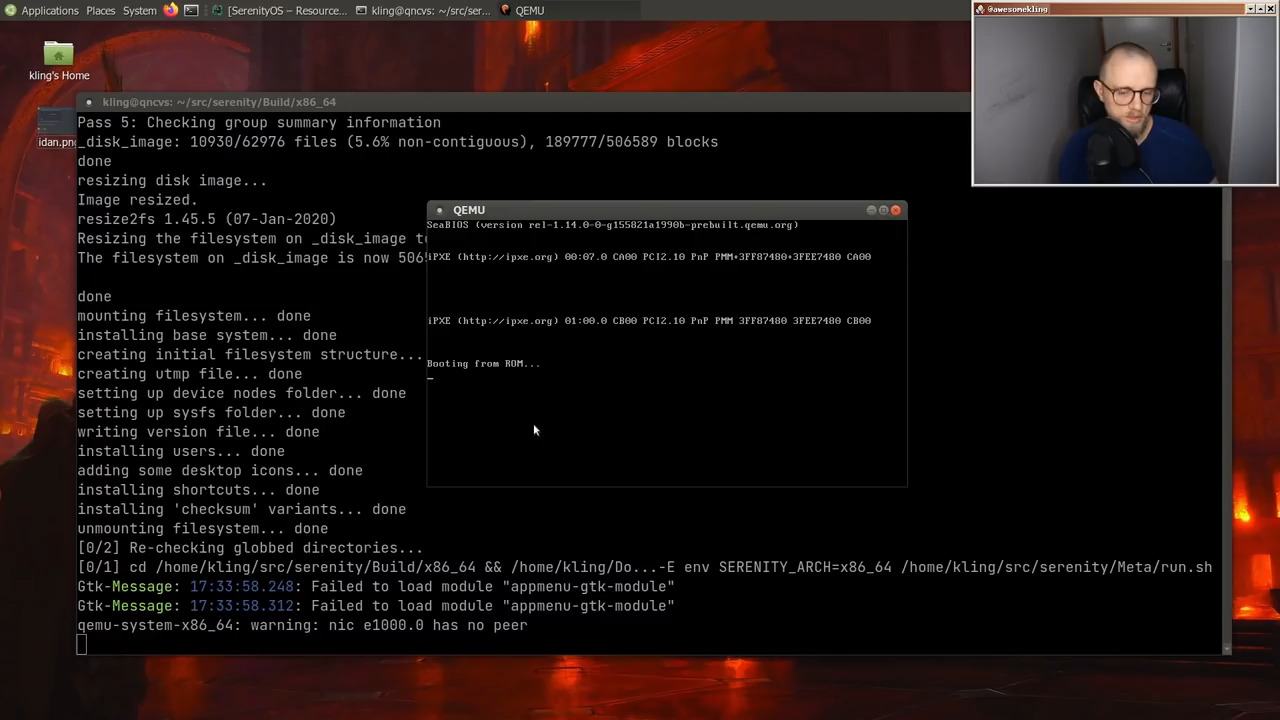 Applications Places System [SerenityOS - Resource... kling@qncvs: ~/src/ser... QEMU
@awesomekling
kling's Home
idan.png
kling@qncvs: ~/src/serenity/Build/x86_64
Pass 5: Checking group summary information
_disk_image: 10930/62976 files (5.6% non-contiguous), 189777/506589 blocks
done
resizing disk image...
Image resized.
resize2fs 1.45.5 (07-Jan-2020)
Resizing the filesystem on _disk_image to
The filesystem on _disk_image is now 5065
done
mounting filesystem... done
installing base system... done
creating initial filesystem structure...
creating utmp file... done
setting up device nodes folder... done
setting up sysfs folder... done
writing version file... done
installing users... done
adding some desktop icons... done
installing shortcuts... done
installing 'checksum' variants... done
unmounting filesystem... done
[0/2] Re-checking globbed directories...
[0/1] cd /home/kling/src/serenity/Build/x86_64 && /home/kling/Do...-E env SERENITY_ARCH=x86_64 /home/kling/src/serenity/Meta/run.sh
Gtk-Message: 17:33:58.248: Failed to load module "appmenu-gtk-module"
Gtk-Message: 17:33:58.312: Failed to load module "appmenu-gtk-module"
qemu-system-x86_64: warning: nic e1000.0 has no peer
QEMU
SeaBIOS (version rel-1.14.0-0-g155821a1990b-prebuilt.qemu.org)
iPXE (http://ipxe.org) 00:07.0 CA00 PCI2.10 PnP PMM+3FF87480+3FEE7480 CA00
iPXE (http://ipxe.org) 01:00.0 CB00 PCI2.10 PnP PMM 3FF87480 3FEE7480 CB00
Booting from ROM...